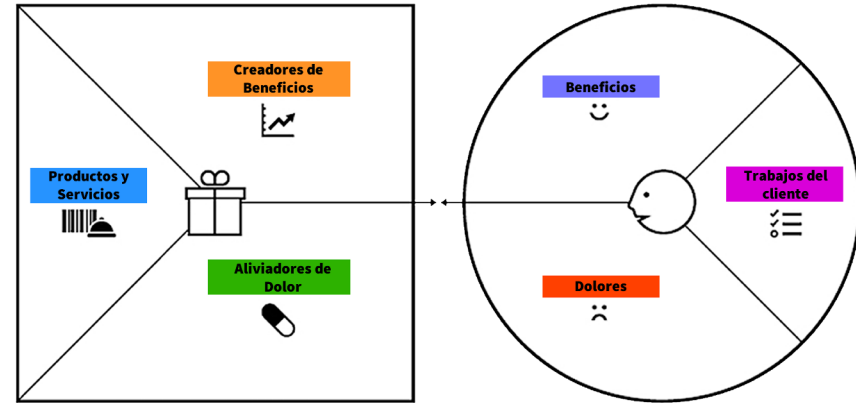 Creadores de
Beneficios
Productos y
Servicios
Aliviadores de
Dolor
Beneficios
Trabajos del
cliente
Dolores